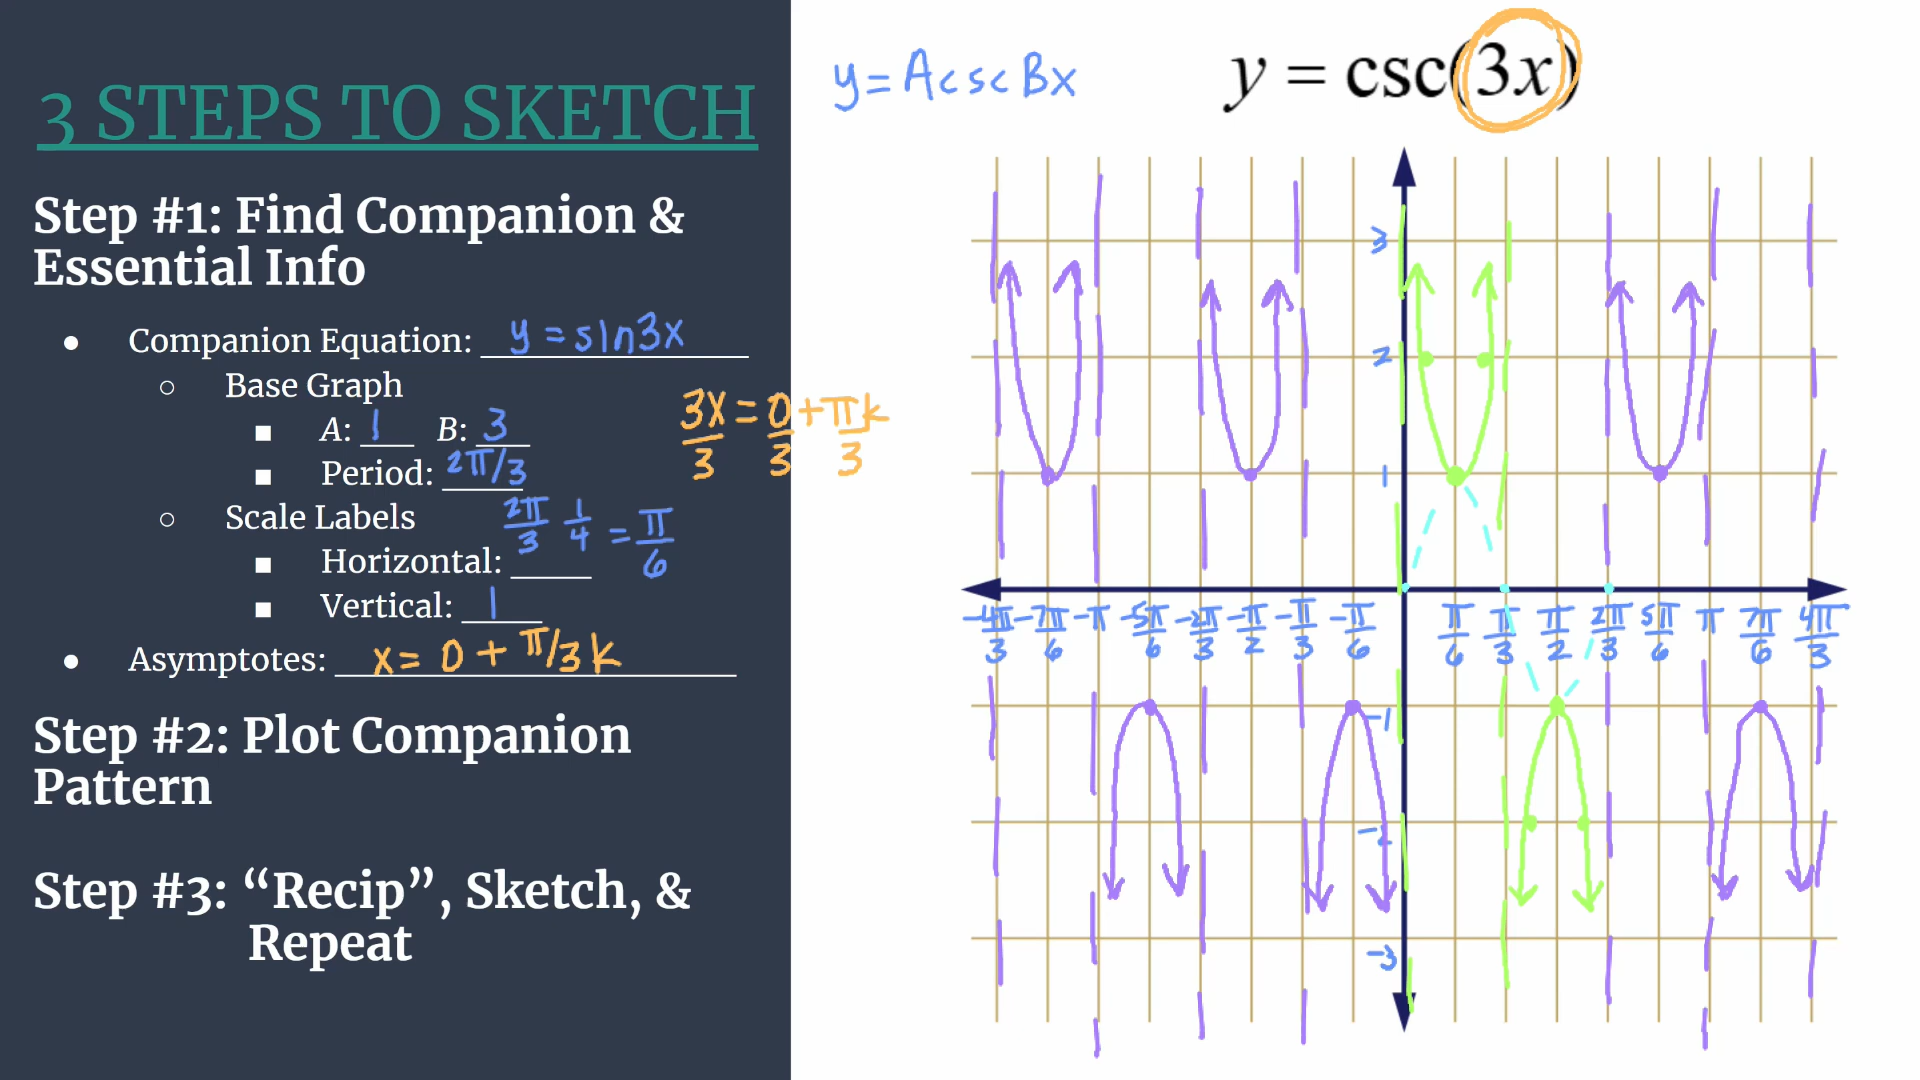 3 STEPS TO SKETCH
Step #1: Find Companion &
Essential Info
● Companion Equation: y = sin3x
○ Base Graph
■ A: 1 B: 3
■ Period: 2π/3
○ Scale Labels 2π/3 1/4 = π/6
■ Horizontal: ____
■ Vertical: 1
● Asymptotes: x = 0 + π/3 k
Step #2: Plot Companion
Pattern
Step #3: “Recip”, Sketch, &
Repeat
3x/3 = 0/3 + πk/3
y = A csc Bx
y = csc(3x)
3
2
1
-4π/3 -7π/6 -π -5π/6 -2π/3 -π/2 -π/3 -π/6 π/6 π/3 π/2 2π/3 5π/6 π 7π/6 4π/3
-1
-2
-3